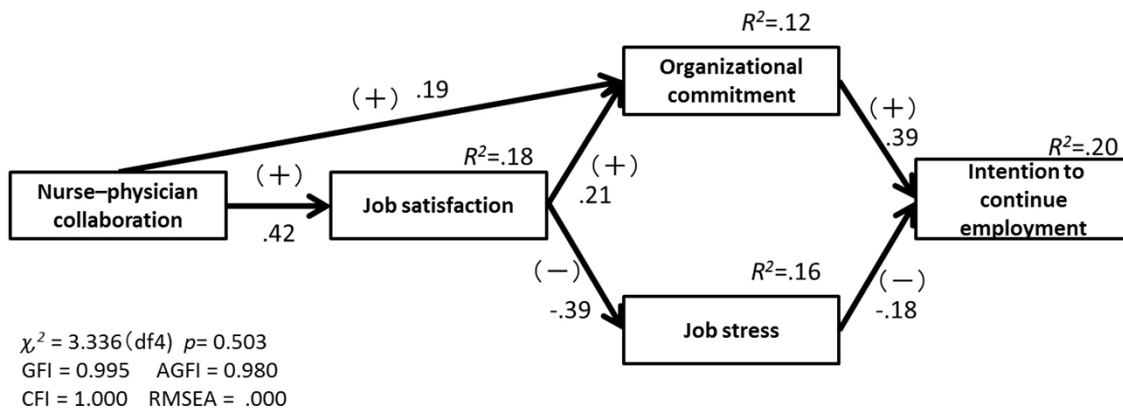 R²=.12
Organizational
commitment
(+) .19
(+)
.39
R²=.18
R²=.20
(+)
(+)
Nurse–physician
collaboration
Job satisfaction
.21
Intention to
continue
employment
.42
(−)
R²=.16
(−)
-.39
-.18
Job stress
χ² = 3.336(df4) p= 0.503
GFI = 0.995 AGFI = 0.980
CFI = 1.000 RMSEA = .000